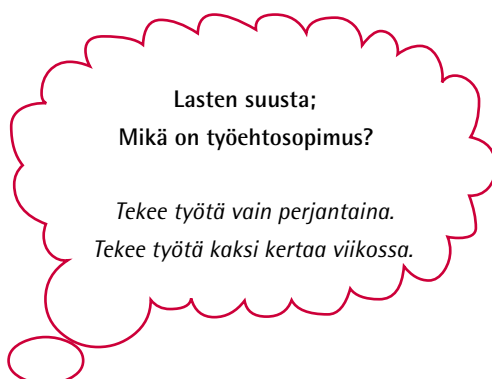 Lasten suusta;
Mikä on työehtosopimus?
Tekee työtä vain perjantaina.
Tekee työtä kaksi kertaa viikossa.